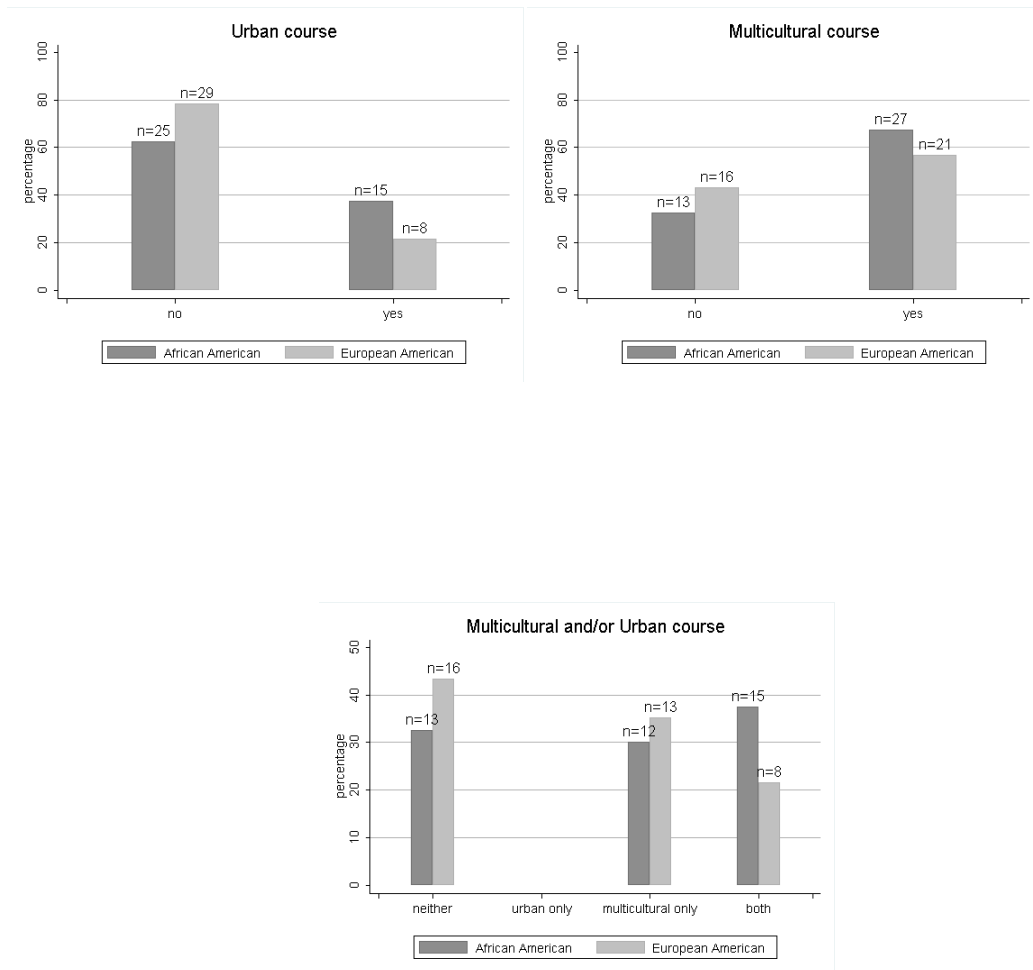 Urban course
percentage
100
80
60
40
20
0
n=25
n=29
n=15
n=8
no
yes
African American
European American
Multicultural course
percentage
100
80
60
40
20
0
n=13
n=16
n=27
n=21
no
yes
African American
European American
Multicultural and/or Urban course
percentage
50
40
30
20
10
0
n=13
n=16
n=12
n=13
n=15
n=8
neither
urban only
multicultural only
both
African American
European American